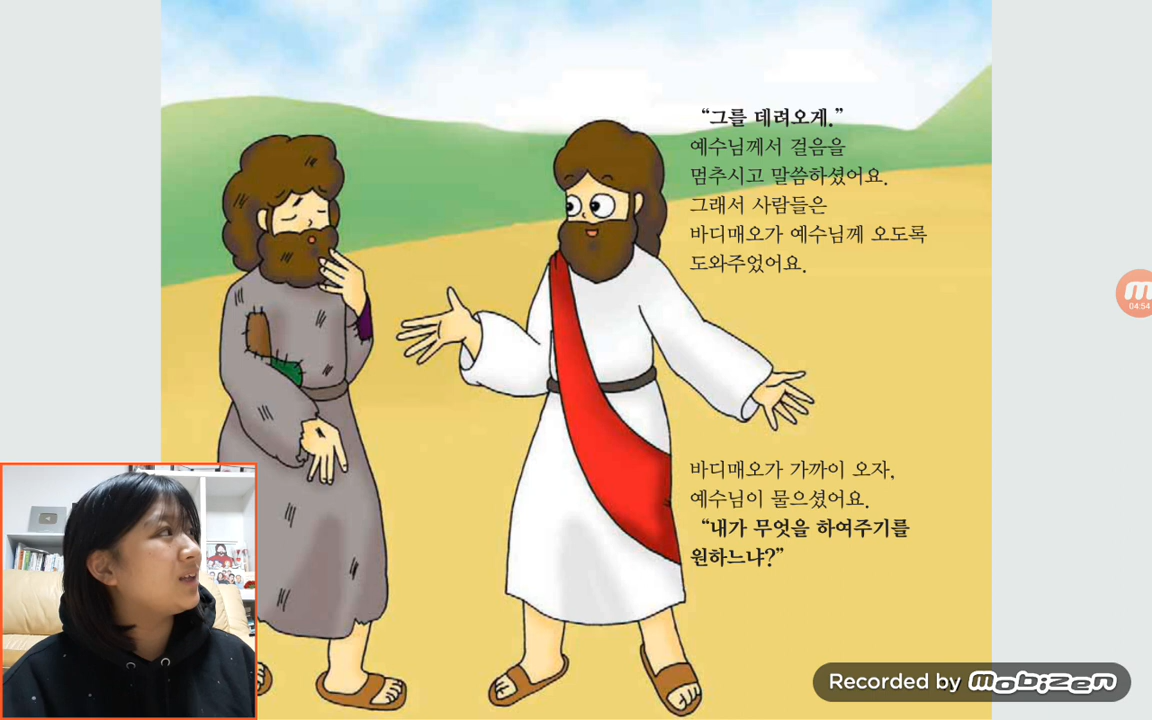 “그를 데려오게.”
예수님께서 걸음을
멈추시고 말씀하셨어요.
그래서 사람들은
바디매오가 예수님께 오도록
도와주었어요.
바디매오가 가까이 오자,
예수님이 물으셨어요.
“내가 무엇을 하여주기를
원하느냐?”
04:54
Recorded by mobizen